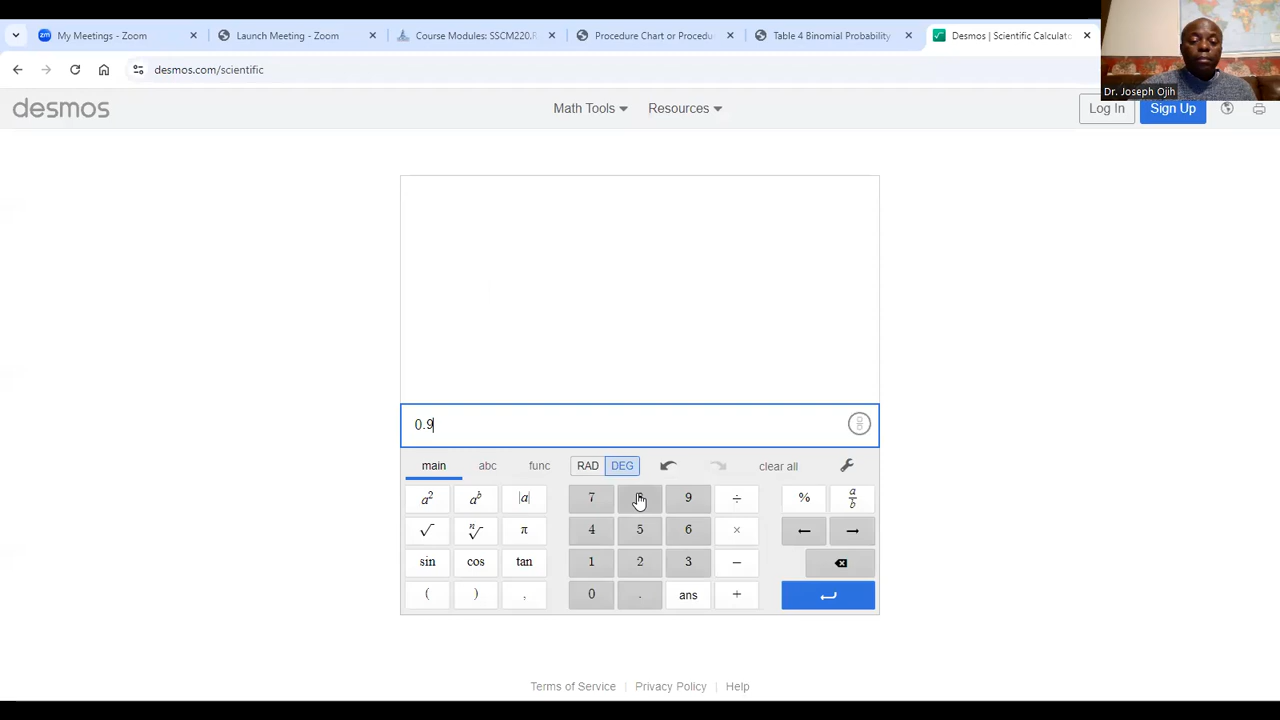 My Meetings - Zoom
Launch Meeting - Zoom
Course Modules: SSCM220.R
Procedure Chart or Procedu
Table 4 Binomial Probability
Desmos | Scientific Calculato
desmos.com/scientific
Dr. Joseph Ojih
desmos
Math Tools
Resources
Log In
Sign Up
0.9
main
abc
func
RAD
DEG
clear all
a² aᵇ |a| 7 9 ÷ % a/b
√ ⁿ√ π 4 5 6 × ← →
sin cos tan 1 2 3 −
( ) , 0 . ans +
Terms of Service | Privacy Policy | Help